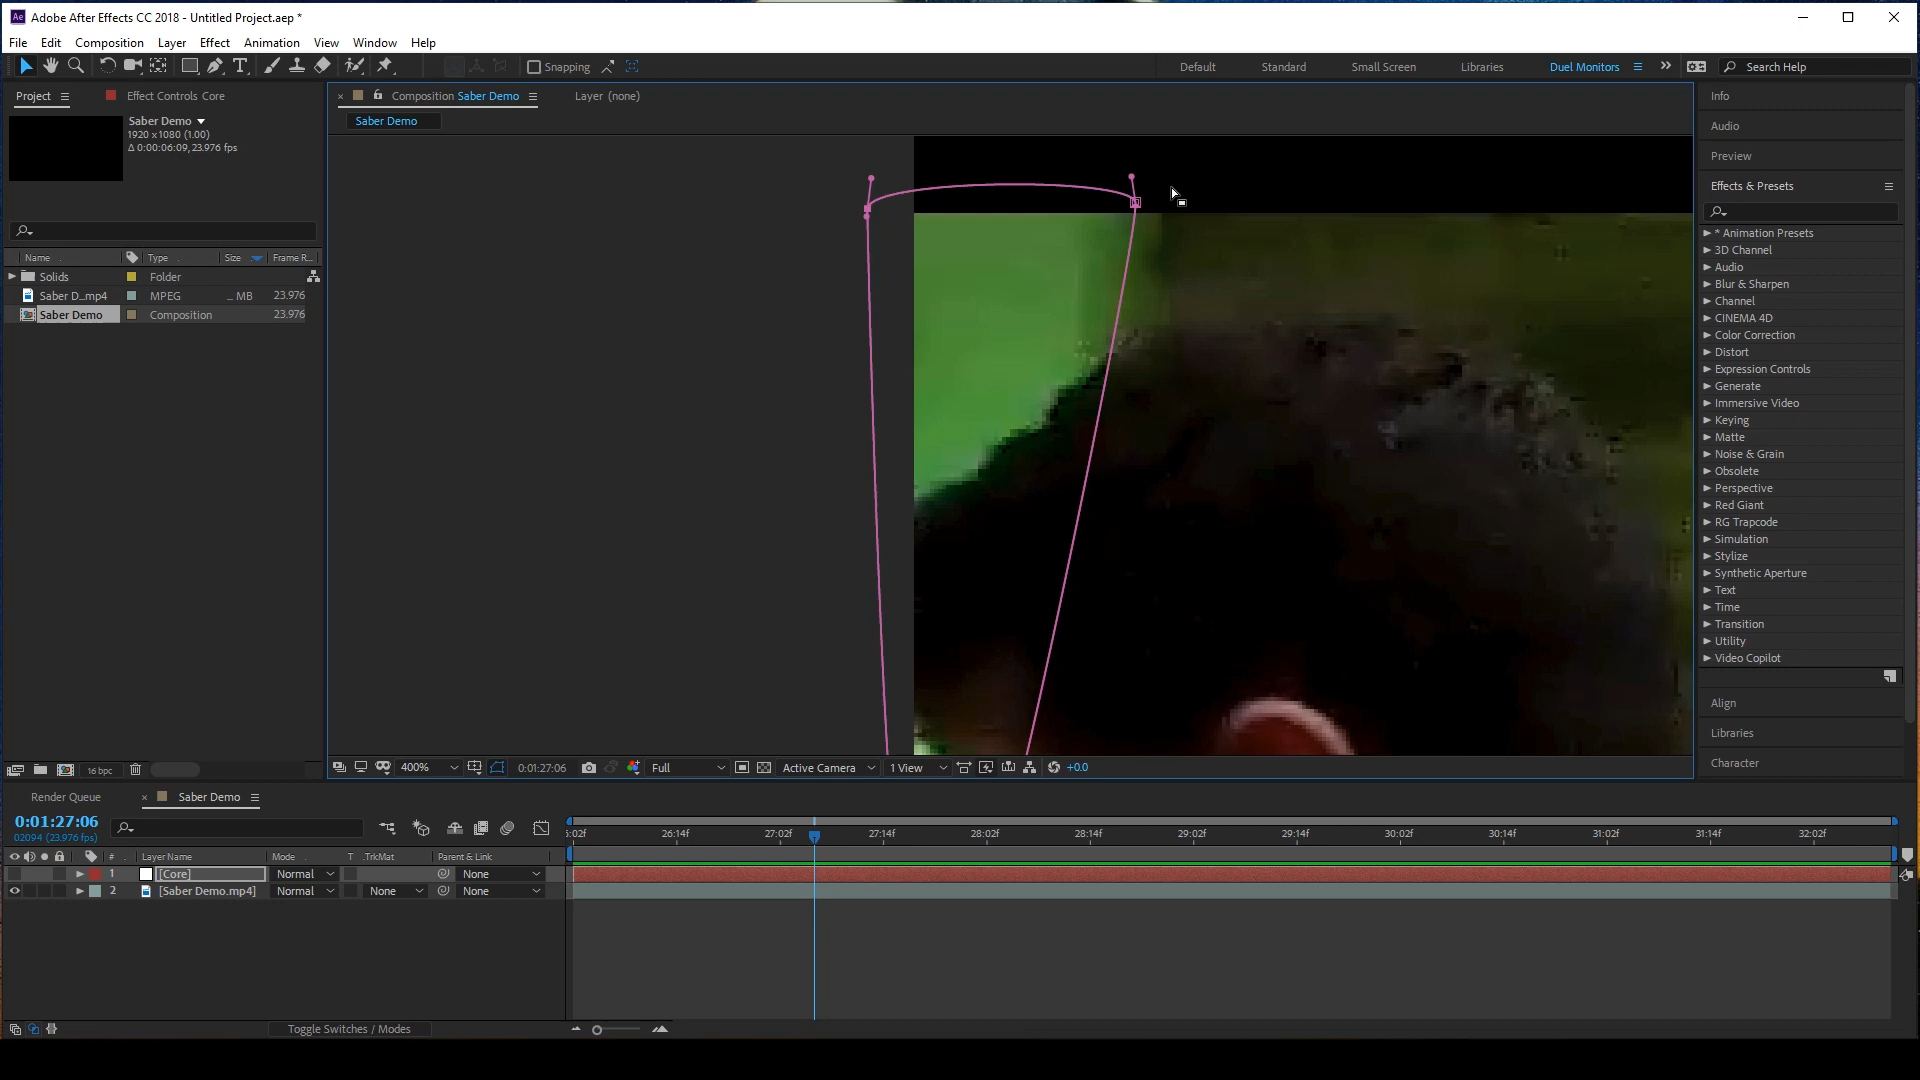 Ae Adobe After Effects CC 2018 - Untitled Project.aep *
File Edit Composition Layer Effect Animation View Window Help
Snapping
Default Standard Small Screen Libraries Duel Monitors
Search Help
Project
Effect Controls Core
Saber Demo
1920 x 1080 (1.00)
Δ 0:00:06:09, 23.976 fps
Name Type Size Frame R...
Solids Folder
Saber D...mp4 MPEG ... MB 23.976
Saber Demo Composition 23.976
16 bpc
Composition Saber Demo
Layer (none)
Saber Demo
400%
0:01:27:06
Full
Active Camera
1 View
+0.0
Info
Audio
Preview
Effects & Presets
* Animation Presets
3D Channel
Audio
Blur & Sharpen
Channel
CINEMA 4D
Color Correction
Distort
Expression Controls
Generate
Immersive Video
Keying
Matte
Noise & Grain
Obsolete
Perspective
Red Giant
RG Trapcode
Simulation
Stylize
Synthetic Aperture
Text
Time
Transition
Utility
Video Copilot
Align
Libraries
Character
Render Queue
Saber Demo
0:01:27:06
02094 (23.976 fps)
# Layer Name Mode T .TrkMat Parent & Link
1 [Core] Normal None
2 [Saber Demo.mp4] Normal None None
5:02f 26:14f 27:02f 27:14f 28:02f 28:14f 29:02f 29:14f 30:02f 30:14f 31:02f 31:14f 32:02f
Toggle Switches / Modes